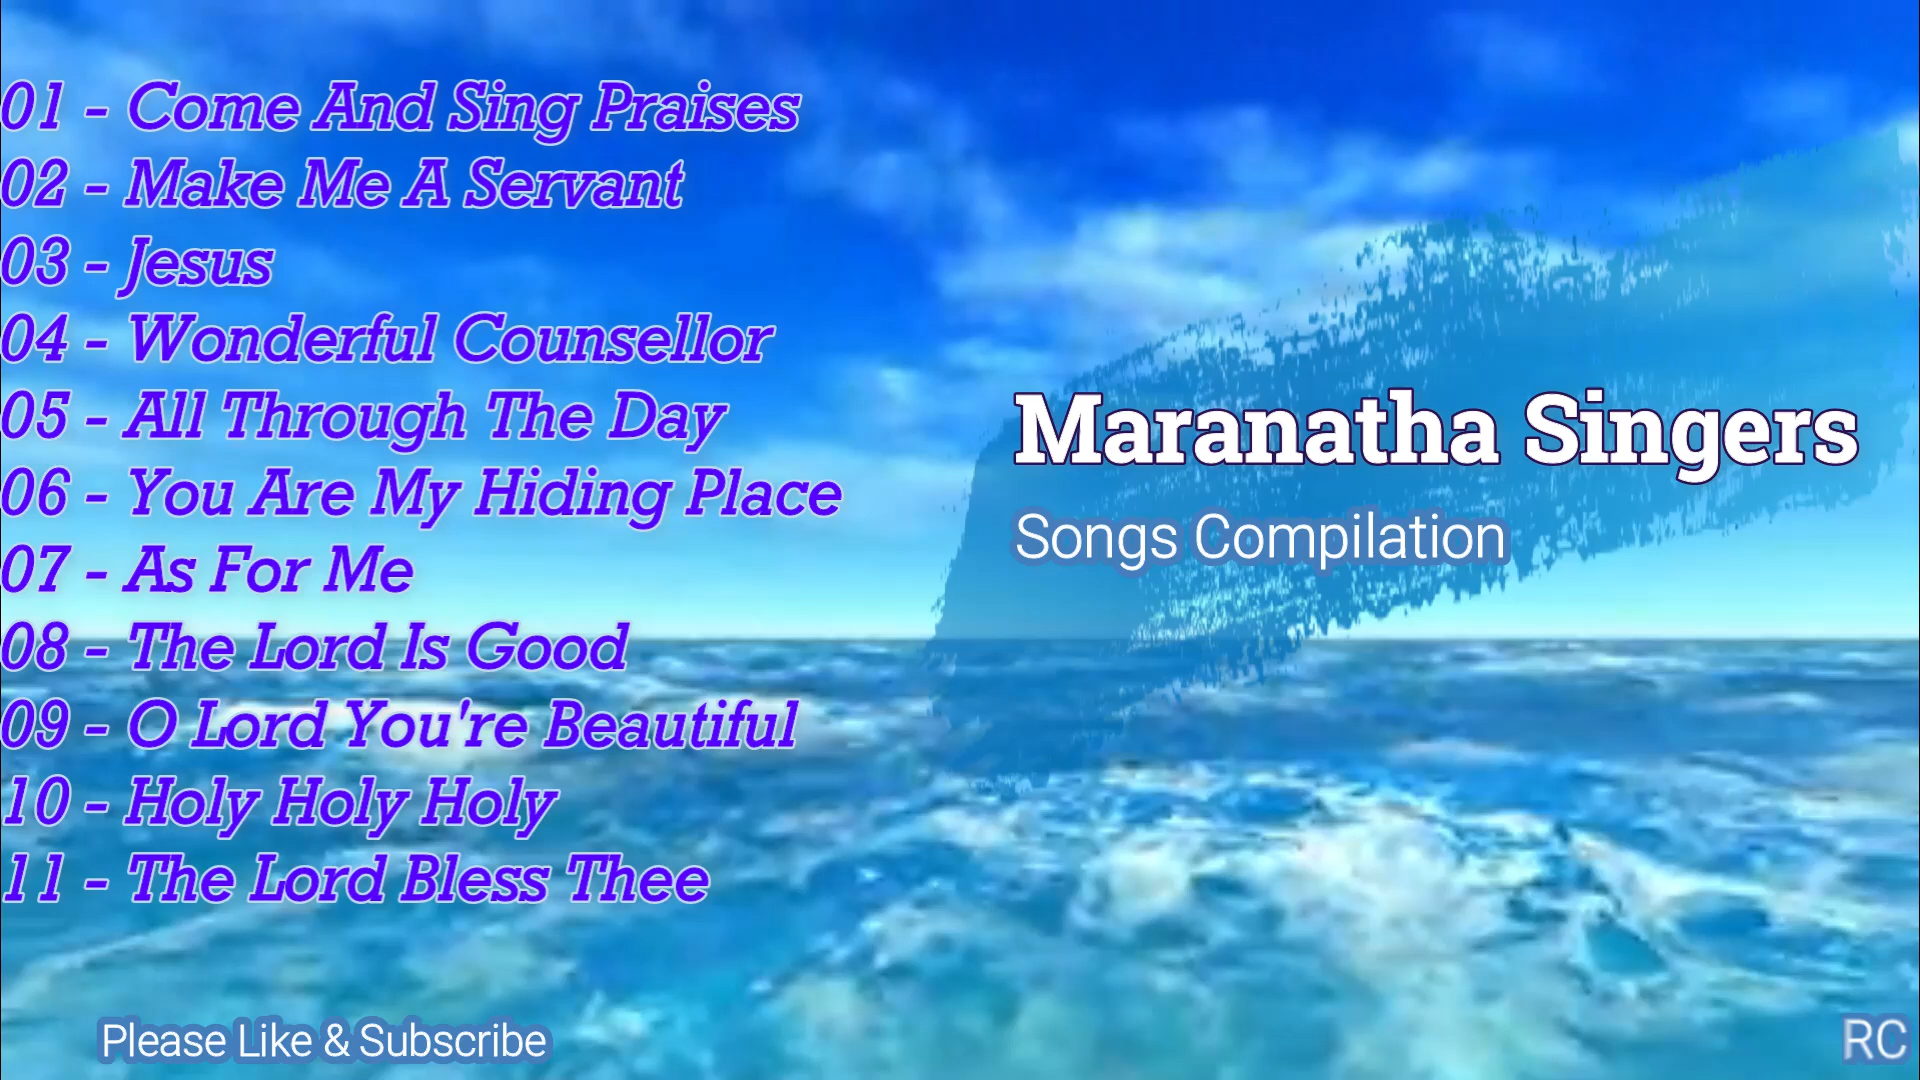 01 - Come And Sing Praises
02 - Make Me A Servant
03 - Jesus
04 - Wonderful Counsellor
05 - All Through The Day
06 - You Are My Hiding Place
07 - As For Me
08 - The Lord Is Good
09 - O Lord You're Beautiful
10 - Holy Holy Holy
11 - The Lord Bless Thee
Maranatha Singers
Songs Compilation
Please Like & Subscribe
RC